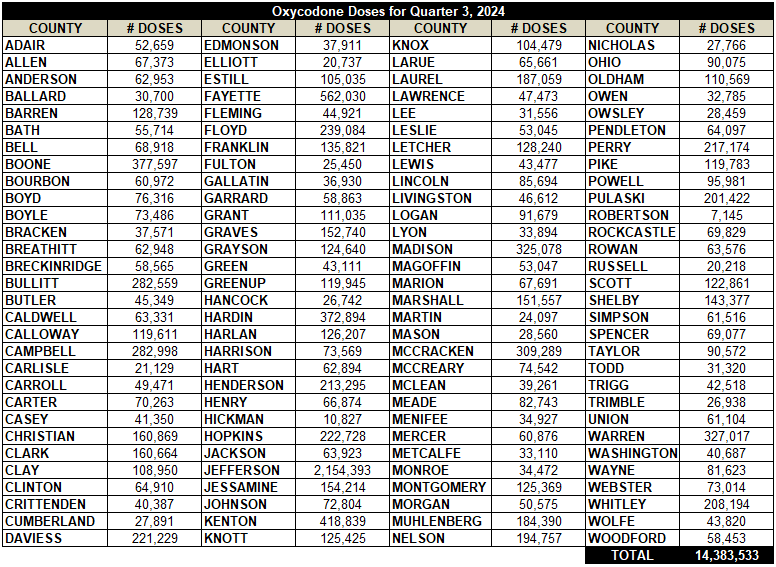 Oxycodone Doses for Quarter 3, 2024
COUNTY # DOSES COUNTY # DOSES COUNTY # DOSES COUNTY # DOSES
ADAIR 52,659 EDMONSON 37,911 KNOX 104,479 NICHOLAS 27,766
ALLEN 67,373 ELLIOTT 20,737 LARUE 65,661 OHIO 90,075
ANDERSON 62,953 ESTILL 105,035 LAUREL 187,059 OLDHAM 110,569
BALLARD 30,700 FAYETTE 562,030 LAWRENCE 47,473 OWEN 32,785
BARREN 128,739 FLEMING 44,921 LEE 31,556 OWSLEY 28,459
BATH 55,714 FLOYD 239,084 LESLIE 53,045 PENDLETON 64,097
BELL 68,918 FRANKLIN 135,821 LETCHER 128,240 PERRY 217,174
BOONE 377,597 FULTON 25,450 LEWIS 43,477 PIKE 119,783
BOURBON 60,972 GALLATIN 36,930 LINCOLN 85,694 POWELL 95,981
BOYD 76,316 GARRARD 58,863 LIVINGSTON 46,612 PULASKI 201,422
BOYLE 73,486 GRANT 111,035 LOGAN 91,679 ROBERTSON 7,145
BRACKEN 37,571 GRAVES 152,740 LYON 33,894 ROCKCASTLE 69,829
BREATHITT 62,948 GRAYSON 124,640 MADISON 325,078 ROWAN 63,576
BRECKINRIDGE 58,565 GREEN 43,111 MAGOFFIN 53,047 RUSSELL 20,218
BULLITT 282,559 GREENUP 119,945 MARION 67,691 SCOTT 122,861
BUTLER 45,349 HANCOCK 26,742 MARSHALL 151,557 SHELBY 143,377
CALDWELL 63,331 HARDIN 372,894 MARTIN 24,097 SIMPSON 61,516
CALLOWAY 119,611 HARLAN 126,207 MASON 28,560 SPENCER 69,077
CAMPBELL 282,998 HARRISON 73,569 MCCRACKEN 309,289 TAYLOR 90,572
CARLISLE 21,129 HART 62,894 MCCREARY 74,542 TODD 31,320
CARROLL 49,471 HENDERSON 213,295 MCLEAN 39,261 TRIGG 42,518
CARTER 70,263 HENRY 66,874 MEADE 82,743 TRIMBLE 26,938
CASEY 41,350 HICKMAN 10,827 MENIFEE 34,927 UNION 61,104
CHRISTIAN 160,869 HOPKINS 222,728 MERCER 60,876 WARREN 327,017
CLARK 160,664 JACKSON 63,923 METCALFE 33,110 WASHINGTON 40,687
CLAY 108,950 JEFFERSON 2,154,393 MONROE 34,472 WAYNE 81,623
CLINTON 64,910 JESSAMINE 154,214 MONTGOMERY 125,369 WEBSTER 73,014
CRITTENDEN 40,387 JOHNSON 72,804 MORGAN 50,575 WHITLEY 208,194
CUMBERLAND 27,891 KENTON 418,839 MUHLENBERG 184,390 WOLFE 43,820
DAVIESS 221,229 KNOTT 125,425 NELSON 194,757 WOODFORD 58,453
TOTAL 14,383,533